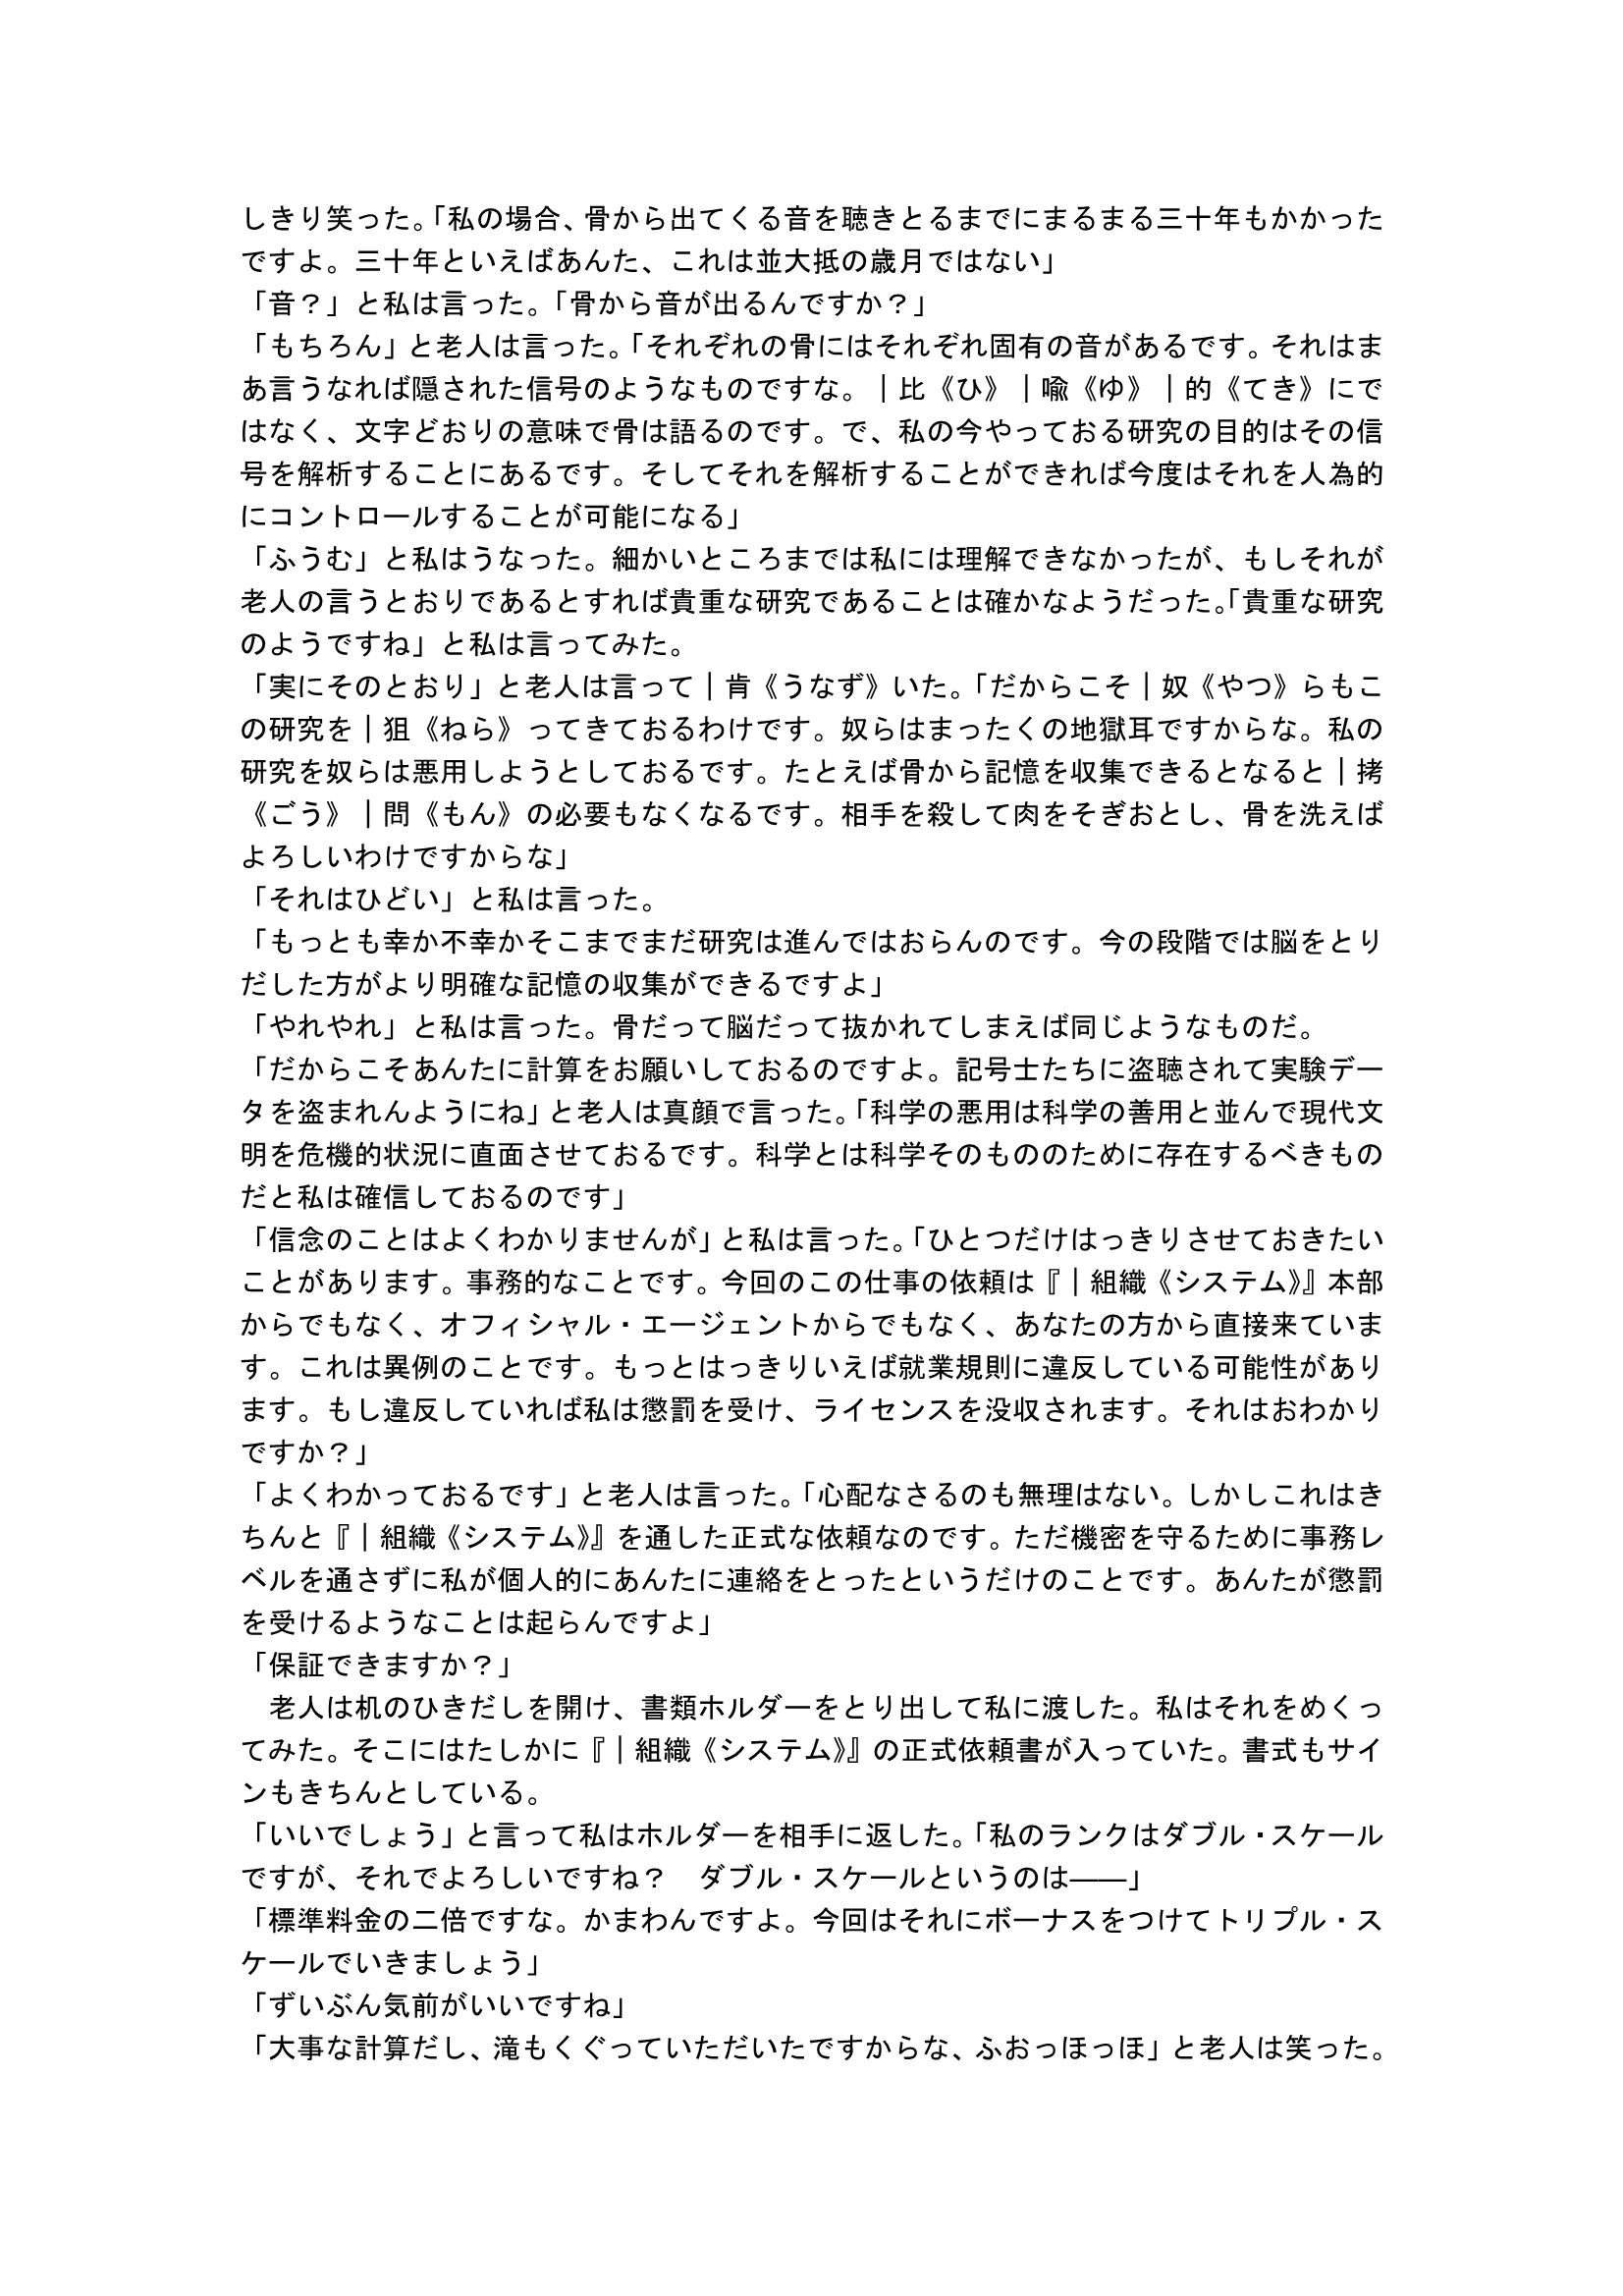 しきり笑った。「私の場合、骨から出てくる音を聴きとるまでにまるまる三十年もかかった
ですよ。三十年といえばあんた、これは並大抵の歳月ではない」
「音？」と私は言った。「骨から音が出るんですか？」
「もちろん」と老人は言った。「それぞれの骨にはそれぞれ固有の音があるです。それはま
あ言うなれば隠された信号のようなものですな。｜比《ひ》｜喩《ゆ》｜的《てき》にで
はなく、文字どおりの意味で骨は語るのです。で、私の今やっておる研究の目的はその信
号を解析することにあるです。そしてそれを解析することができれば今度はそれを人為的
にコントロールすることが可能になる」
「ふうむ」と私はうなった。細かいところまでは私には理解できなかったが、もしそれが
老人の言うとおりであるとすれば貴重な研究であることは確かなようだった。「貴重な研究
のようですね」と私は言ってみた。
「実にそのとおり」と老人は言って｜肯《うなず》いた。「だからこそ｜奴《やつ》らもこ
の研究を｜狙《ねら》ってきておるわけです。奴らはまったくの地獄耳ですからな。私の
研究を奴らは悪用しようとしておるです。たとえば骨から記憶を収集できるとなると｜拷
《ごう》｜問《もん》の必要もなくなるです。相手を殺して肉をそぎおとし、骨を洗えば
よろしいわけですからな」
「それはひどい」と私は言った。
「もっとも幸か不幸かそこまでまだ研究は進んではおらんのです。今の段階では脳をとり
だした方がより明確な記憶の収集ができるですよ」
「やれやれ」と私は言った。骨だって脳だって抜かれてしまえば同じようなものだ。
「だからこそあんたに計算をお願いしておるのですよ。記号士たちに盗聴されて実験デー
タを盗まれんようにね」と老人は真顔で言った。「科学の悪用は科学の善用と並んで現代文
明を危機的状況に直面させておるです。科学とは科学そのもののために存在するべきもの
だと私は確信しておるのです」
「信念のことはよくわかりませんが」と私は言った。「ひとつだけはっきりさせておきたい
ことがあります。事務的なことです。今回のこの仕事の依頼は『｜組織《システム》』本部
からでもなく、オフィシャル・エージェントからでもなく、あなたの方から直接来ていま
す。これは異例のことです。もっとはっきりいえば就業規則に違反している可能性があり
ます。もし違反していれば私は懲罰を受け、ライセンスを没収されます。それはおわかり
ですか？」
「よくわかっておるです」と老人は言った。「心配なさるのも無理はない。しかしこれはき
ちんと『｜組織《システム》』を通した正式な依頼なのです。ただ機密を守るために事務レ
ベルを通さずに私が個人的にあんたに連絡をとったというだけのことです。あんたが懲罰
を受けるようなことは起らんですよ」
「保証できますか？」
　老人は机のひきだしを開け、書類ホルダーをとり出して私に渡した。私はそれをめくっ
てみた。そこにはたしかに『｜組織《システム》』の正式依頼書が入っていた。書式もサイ
ンもきちんとしている。
「いいでしょう」と言って私はホルダーを相手に返した。「私のランクはダブル・スケール
ですが、それでよろしいですね？　ダブル・スケールというのは――」
「標準料金の二倍ですな。かまわんですよ。今回はそれにボーナスをつけてトリプル・ス
ケールでいきましょう」
「ずいぶん気前がいいですね」
「大事な計算だし、滝もくぐっていただいたですからな、ふおっほっほ」と老人は笑った。